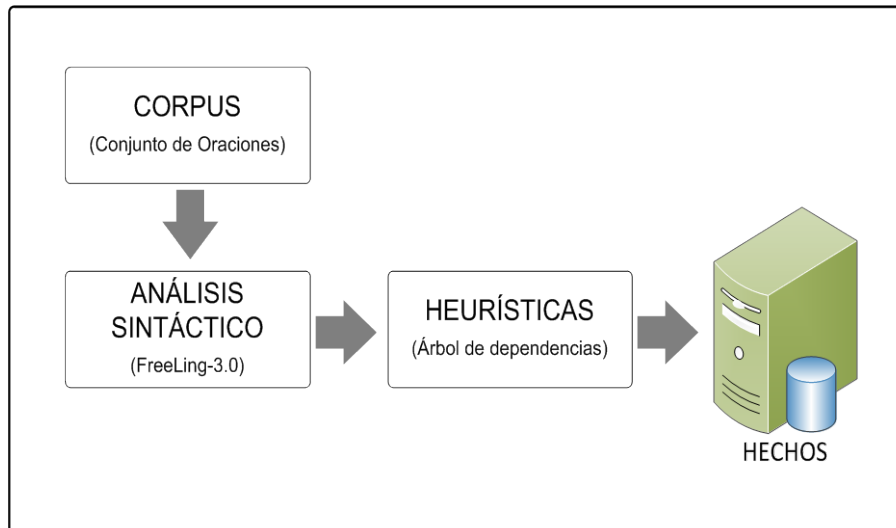 CORPUS
(Conjunto de Oraciones)
ANÁLISIS
SINTÁCTICO
(FreeLing-3.0)
HEURÍSTICAS
(Árbol de dependencias)
HECHOS